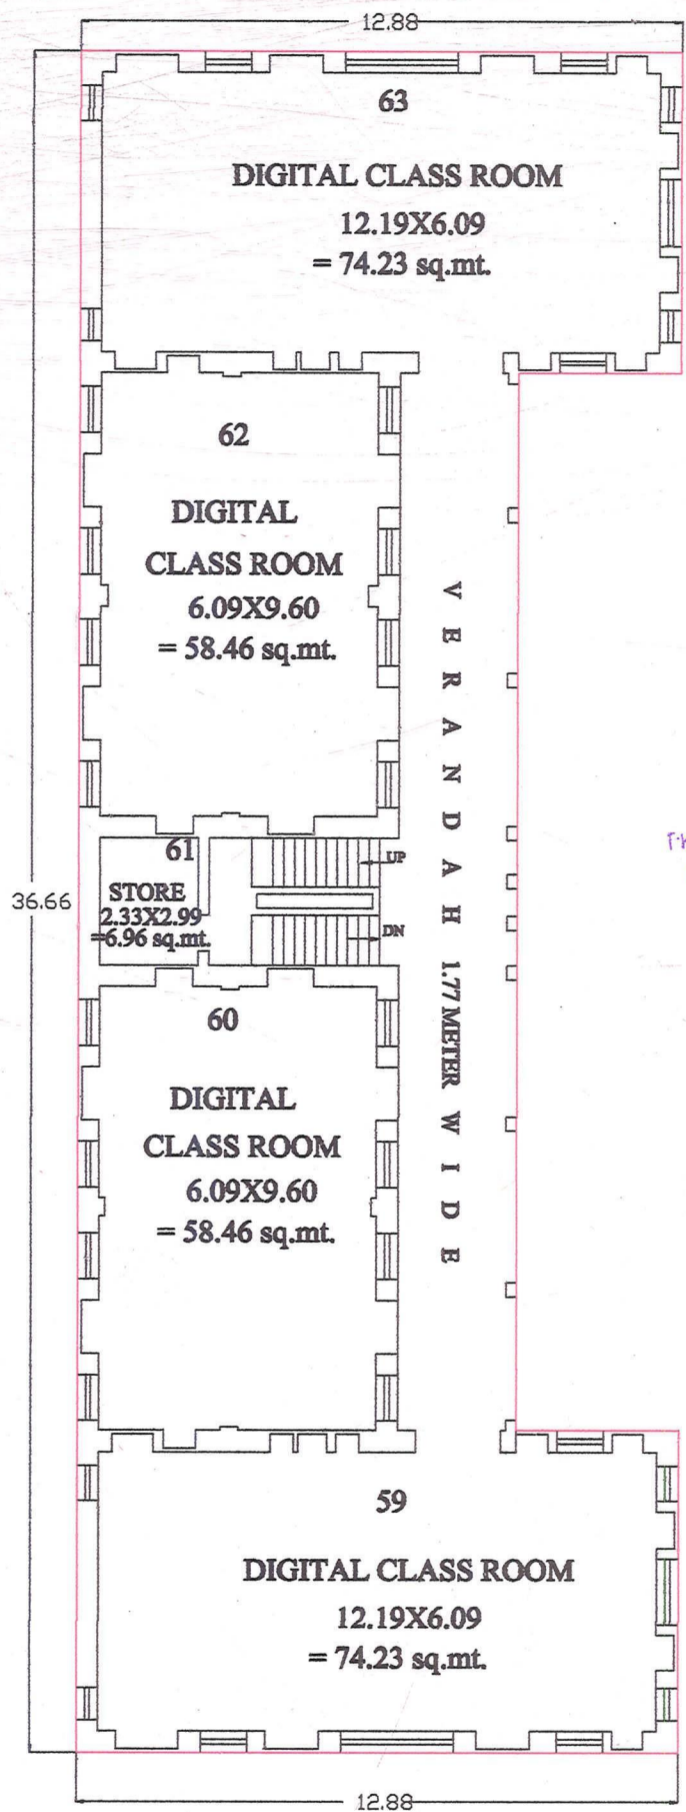 12.88
63
DIGITAL CLASS ROOM
12.19X6.09
= 74.23 sq.mt.
62
DIGITAL
CLASS ROOM
6.09X9.60
= 58.46 sq.mt.
VERANDAH 1.77 METER WIDE
61
STORE
2.33X2.99
=6.96 sq.mt.
UP
DN
36.66
60
DIGITAL
CLASS ROOM
6.09X9.60
= 58.46 sq.mt.
59
DIGITAL CLASS ROOM
12.19X6.09
= 74.23 sq.mt.
12.88